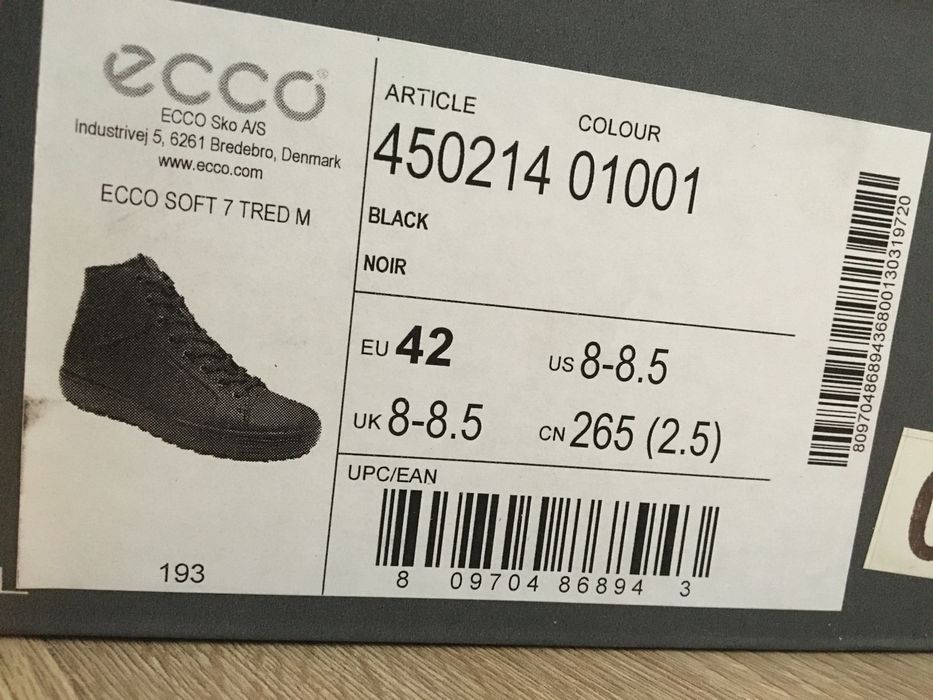 ecco
ECCO Sko A/S
Industrivej 5, 6261 Bredebro, Denmark
www.ecco.com
ECCO SOFT 7 TRED M
193
ARTICLE COLOUR
450214 01001
BLACK
NOIR
EU 42 US 8-8.5
UK 8-8.5 CN 265 (2.5)
UPC/EAN
8 09704 86894 3
809704868943680013031​9720